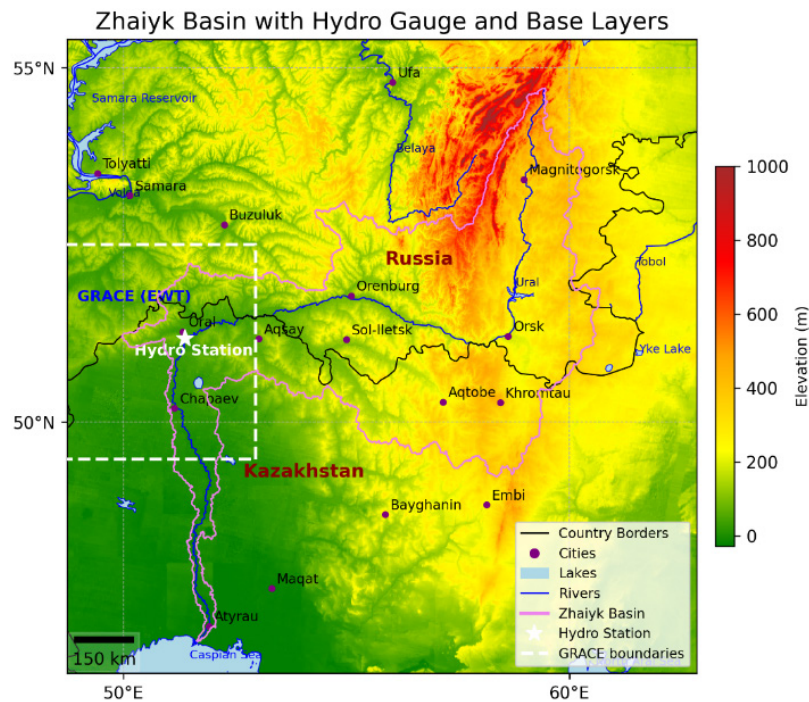 Zhaiyk Basin with Hydro Gauge and Base Layers
55°N
Ufa
Samara Reservoir
Belaya
Tolyatti
Magnitogorsk
Samara
Volga
Buzuluk
Russia
Tobol
Ural
GRACE (EWT)
Orenburg
Oral
Aqsay
Sol-Iletsk
Orsk
Hydro Station
Yke Lake
Aqtobe
Khromtau
Chapaev
50°N
Kazakhstan
Embi
Bayghanin
Maqat
Atyrau
Caspian Sea
150 km
50°E
60°E
Country Borders
Cities
Lakes
Rivers
Zhaiyk Basin
Hydro Station
GRACE boundaries
1000
800
600
400
200
0
Elevation (m)